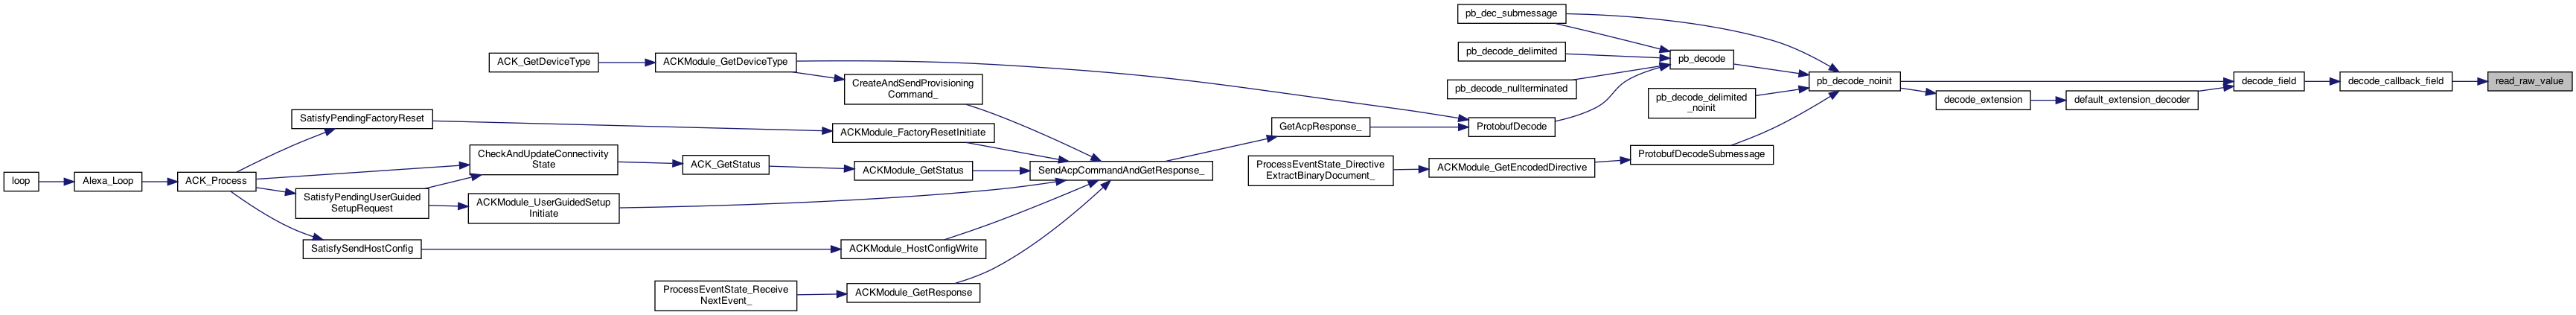 pb_dec_submessage
pb_decode_delimited
pb_decode
ACK_GetDeviceType
ACKModule_GetDeviceType
pb_decode_noinit
decode_field
decode_callback_field
read_raw_value
CreateAndSendProvisioning
Command_
pb_decode_nullterminated
pb_decode_delimited
_noinit
decode_extension
default_extension_decoder
SatisfyPendingFactoryReset
ACKModule_FactoryResetInitiate
GetAcpResponse_
ProtobufDecode
CheckAndUpdateConnectivity
State
ACK_GetStatus
ACKModule_GetStatus
SendAcpCommandAndGetResponse_
ProcessEventState_Directive
ExtractBinaryDocument_
ACKModule_GetEncodedDirective
ProtobufDecodeSubmessage
loop
Alexa_Loop
ACK_Process
SatisfyPendingUserGuided
SetupRequest
ACKModule_UserGuidedSetup
Initiate
SatisfySendHostConfig
ACKModule_HostConfigWrite
ProcessEventState_Receive
NextEvent_
ACKModule_GetResponse